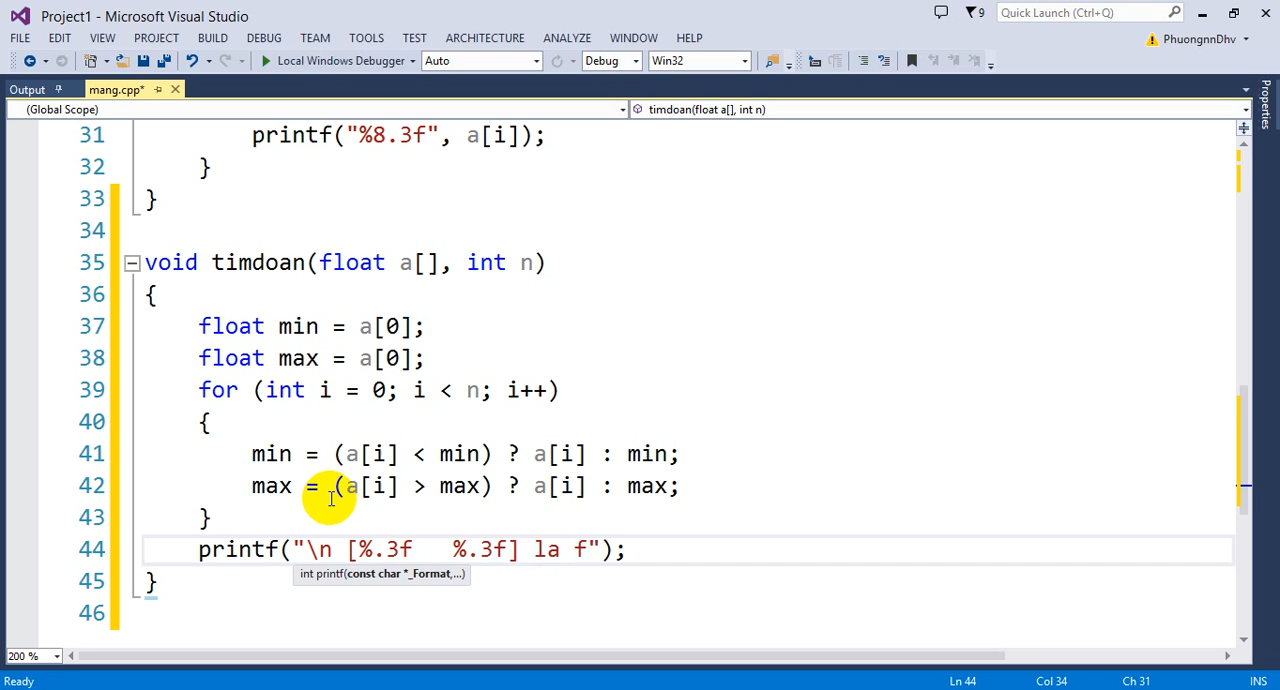 Project1 - Microsoft Visual Studio
9
Quick Launch (Ctrl+Q)
FILE EDIT VIEW PROJECT BUILD DEBUG TEAM TOOLS TEST ARCHITECTURE ANALYZE WINDOW HELP
PhuongnnDhv
Local Windows Debugger Auto Debug Win32
Output mang.cpp*
(Global Scope) timdoan(float a[], int n)
Properties
31 printf("%8.3f", a[i]);
32 }
33 }
34
35 void timdoan(float a[], int n)
36 {
37 float min = a[0];
38 float max = a[0];
39 for (int i = 0; i < n; i++)
40 {
41 min = (a[i] < min) ? a[i] : min;
42 max = (a[i] > max) ? a[i] : max;
43 }
44 printf("\n [%.3f   %.3f] la f");
int printf(const char *_Format,...)
45 }
46
200 %
Ready Ln 44 Col 34 Ch 31 INS